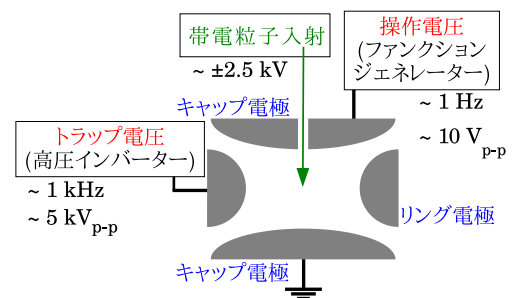 帯電粒子入射
~ ±2.5 kV
操作電圧
(ファンクション
ジェネレーター)
~ 1 Hz
~ 10 Vp-p
キャップ電極
トラップ電圧
(高圧インバーター)
~ 1 kHz
~ 5 kVp-p
リング電極
キャップ電極